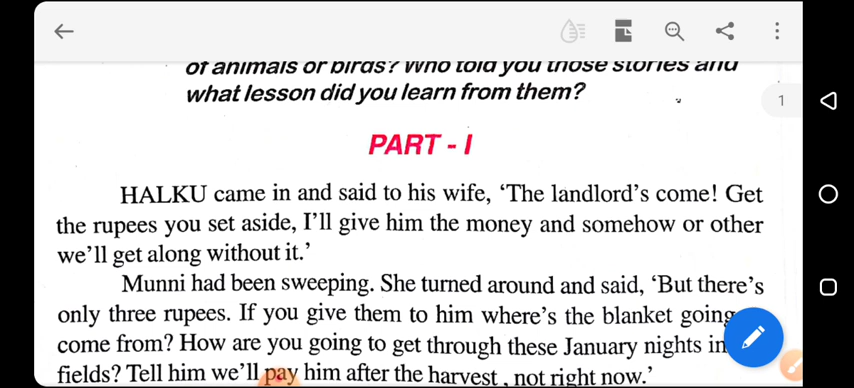 of animals or birds? Who told you those stories and
what lesson did you learn from them?
1
PART - I
HALKU came in and said to his wife, ‘The landlord’s come! Get
the rupees you set aside, I’ll give him the money and somehow or other
we’ll get along without it.’
Munni had been sweeping. She turned around and said, ‘But there’s
only three rupees. If you give them to him where’s the blanket going
come from? How are you going to get through these January nights in
fields? Tell him we’ll pay him after the harvest , not right now.’